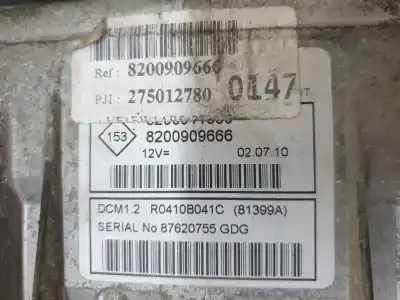 Ref : 8200909666
PJI : 275012780 0147
153 8200909666
12V= 02.07.10
DCM1.2 R0410B041C (81399A)
SERIAL No 87620755 GDG